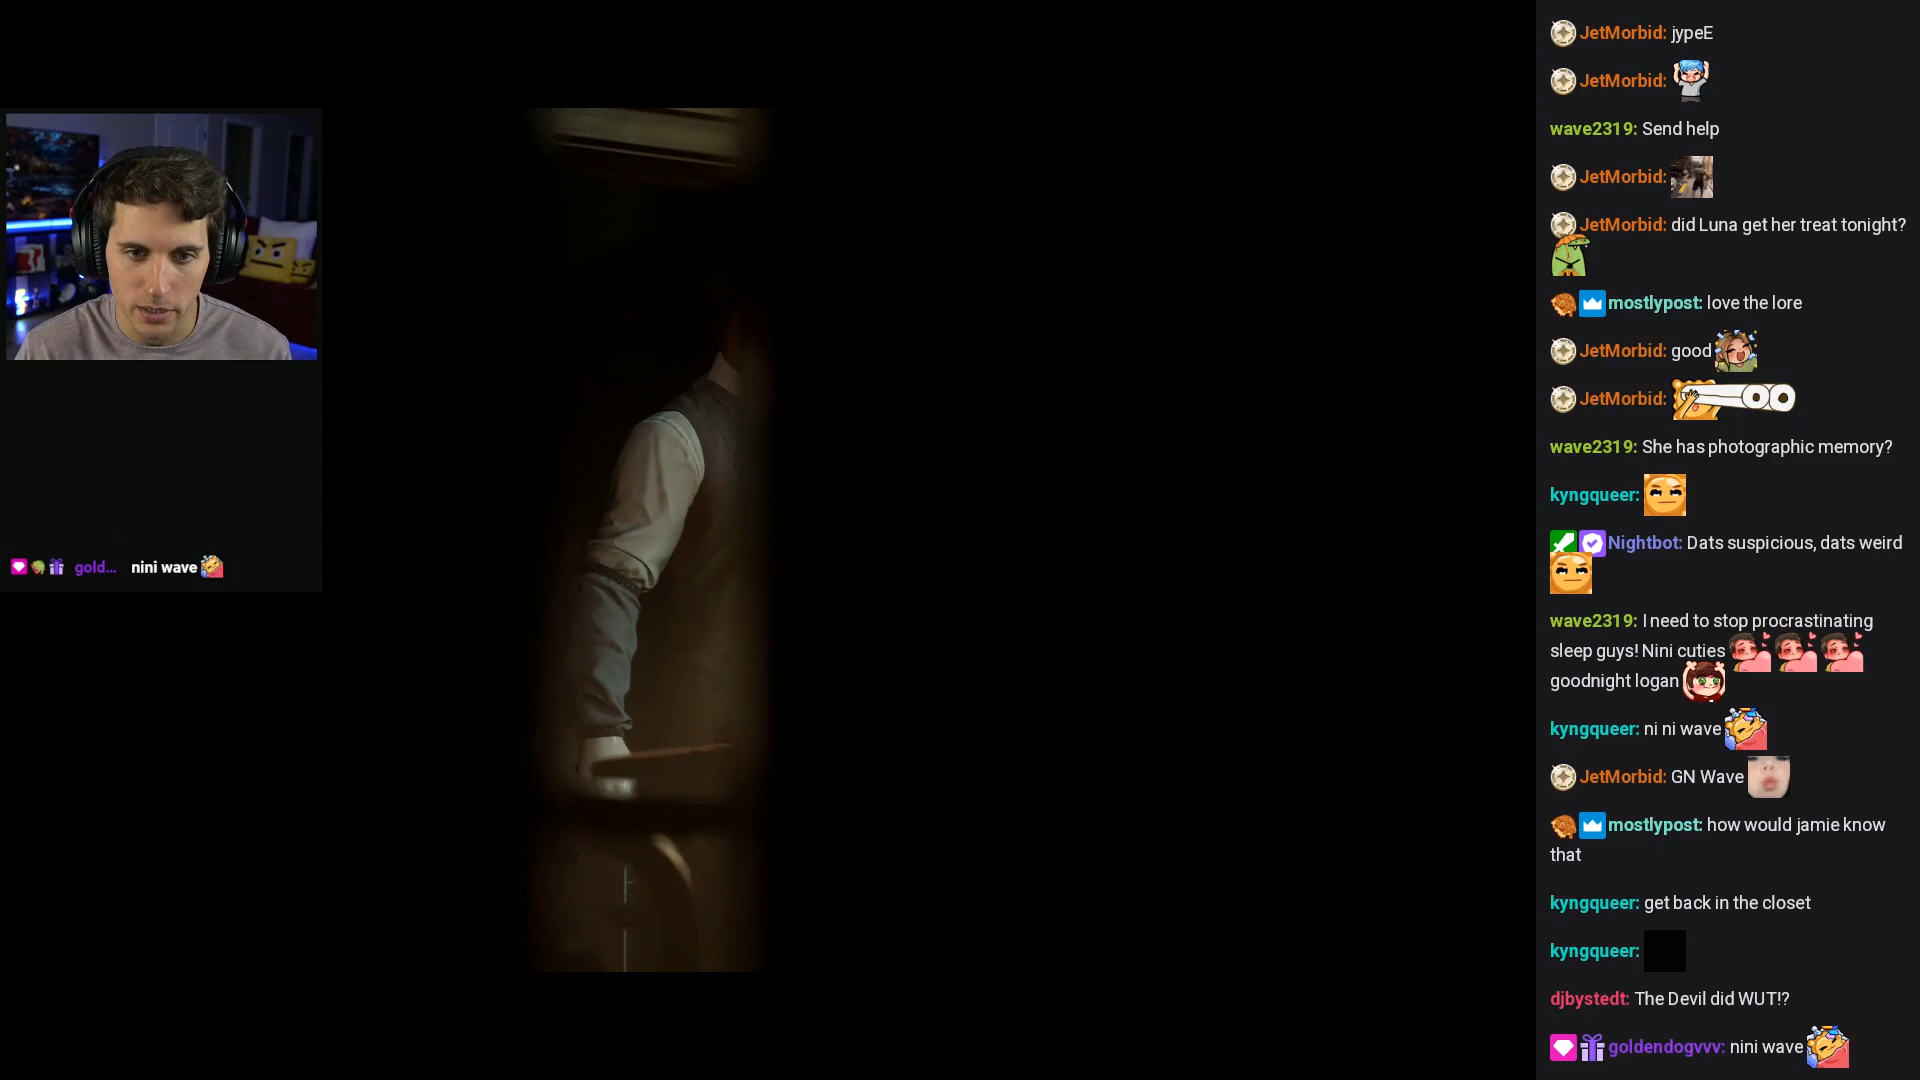 JetMorbid: jypeE
JetMorbid:
wave2319: Send help
JetMorbid:
JetMorbid: did Luna get her treat tonight?
mostlypost: love the lore
JetMorbid: good
JetMorbid:
wave2319: She has photographic memory?
kyngqueer:
Nightbot: Dats suspicious, dats weird
wave2319: I need to stop procrastinating
sleep guys! Nini cuties
goodnight logan
kyngqueer: ni ni wave
JetMorbid: GN Wave
mostlypost: how would jamie know
that
kyngqueer: get back in the closet
kyngqueer:
djbystedt: The Devil did WUT!?
goldendogvvv: nini wave
gold... nini wave